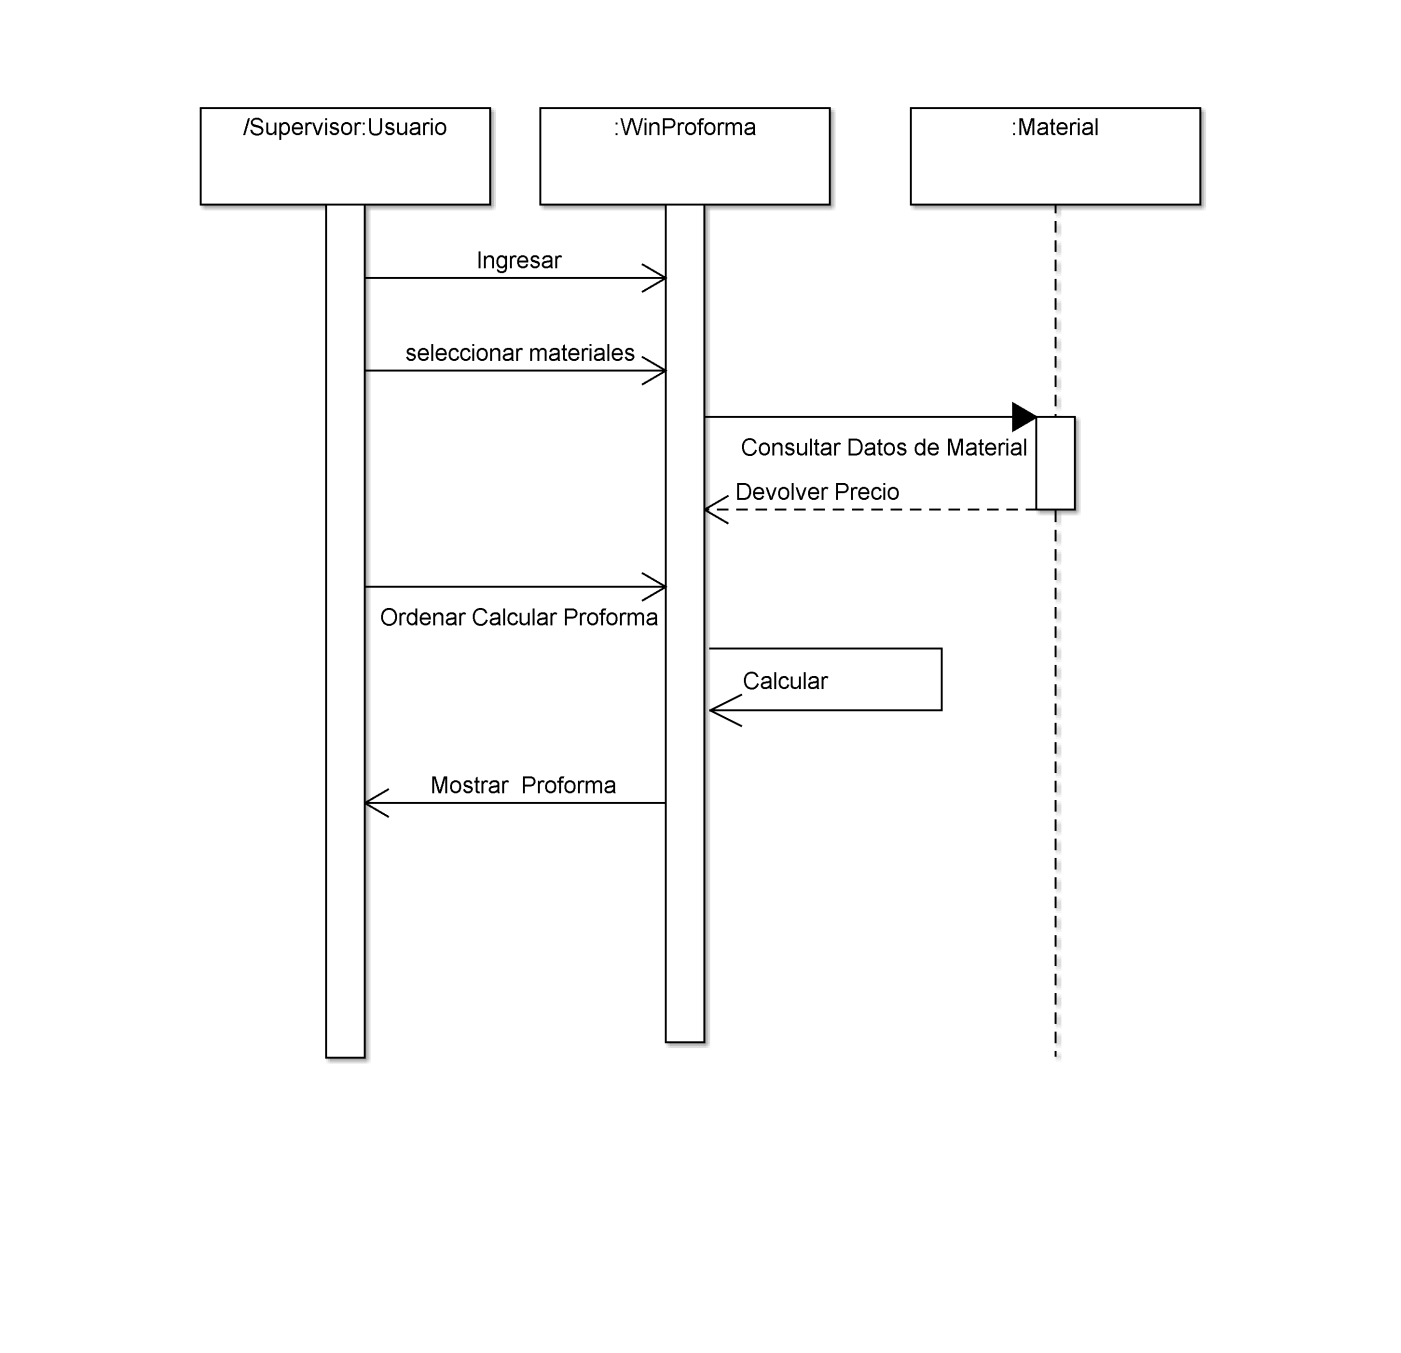 /Supervisor:Usuario
:WinProforma
:Material
Ingresar
seleccionar materiales
Consultar Datos de Material
Devolver Precio
Ordenar Calcular Proforma
Calcular
Mostrar  Proforma